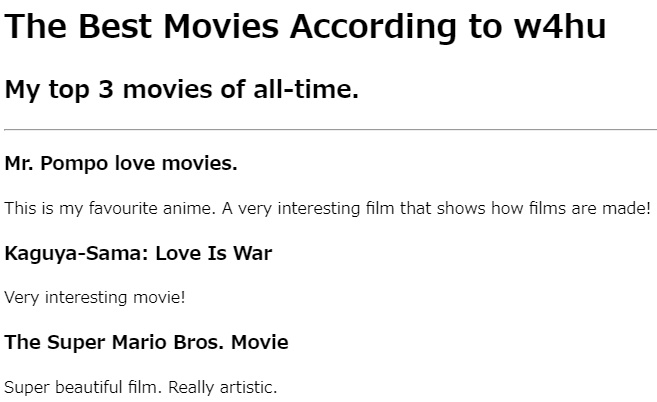 The Best Movies According to w4hu
My top 3 movies of all-time.
Mr. Pompo love movies.
This is my favourite anime. A very interesting film that shows how films are made!
Kaguya-Sama: Love Is War
Very interesting movie!
The Super Mario Bros. Movie
Super beautiful film. Really artistic.